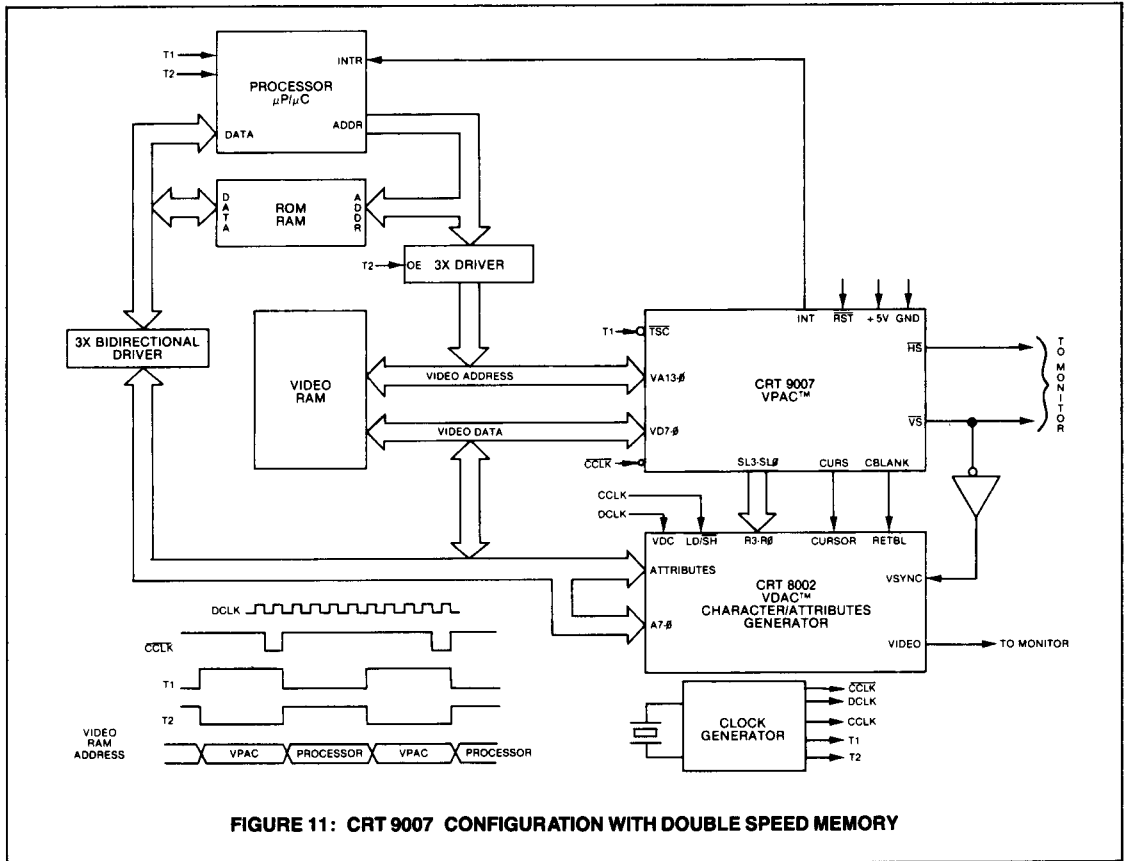 T1
T2
INTR
PROCESSOR
μP/μC
DATA
ADDR
DATA
ROM
RAM
ADDR
T2
OE
3X DRIVER
3X BIDIRECTIONAL
DRIVER
VIDEO
RAM
VIDEO ADDRESS
VIDEO DATA
T1
TSC
INT
RST
+5V
GND
HS
VA13-Ø
CRT 9007
VPAC™
VS
VD7-Ø
CCLK
SL3-SLØ
CURS
CBLANK
TO MONITOR
CCLK
DCLK
VDC
LD/SH
R3-RØ
CURSOR
RETBL
ATTRIBUTES
CRT 8002
VDAC™
CHARACTER/ATTRIBUTES
GENERATOR
VSYNC
A7-Ø
VIDEO
TO MONITOR
DCLK
CCLK
T1
T2
VIDEO
RAM
ADDRESS
VPAC
PROCESSOR
VPAC
PROCESSOR
CLOCK
GENERATOR
CCLK
DCLK
CCLK
T1
T2
FIGURE 11: CRT 9007 CONFIGURATION WITH DOUBLE SPEED MEMORY